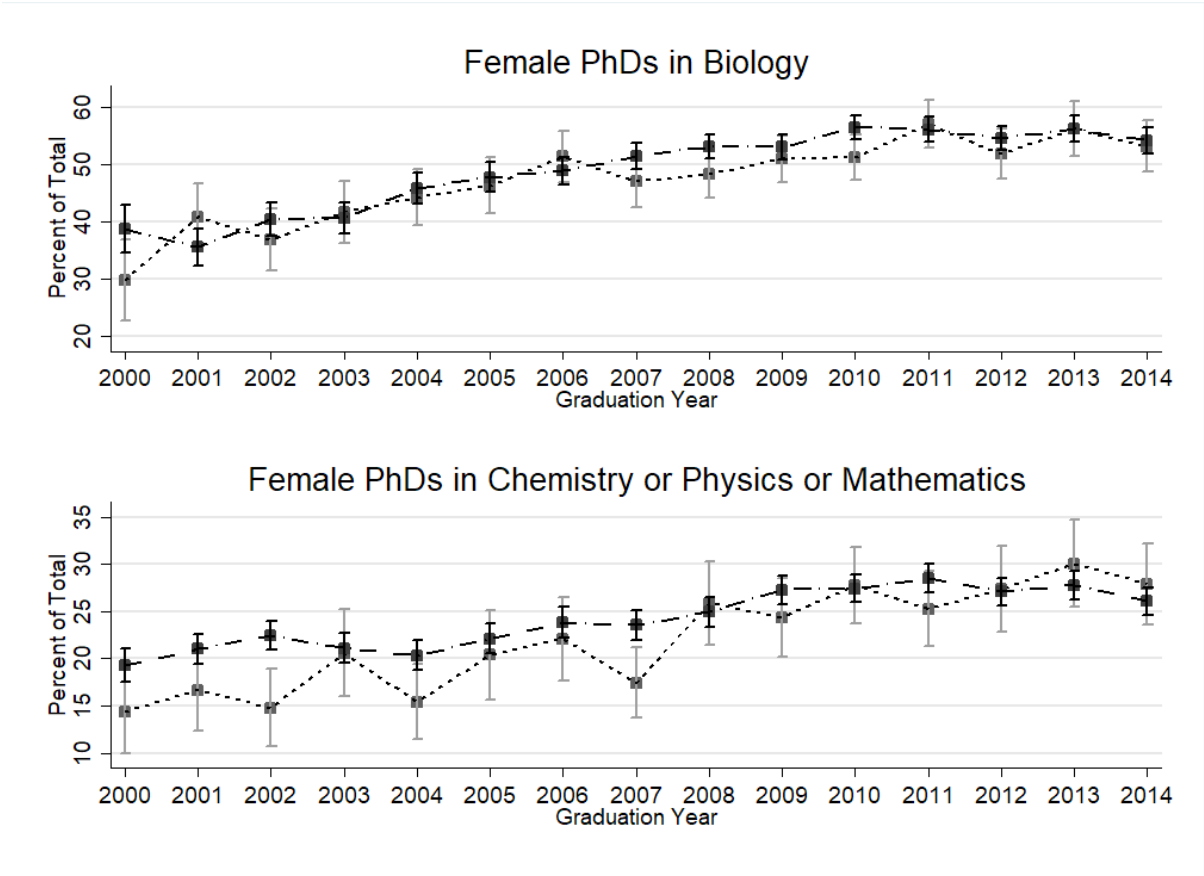 Female PhDs in Biology
Percent of Total
60
50
40
30
20
2000 2001 2002 2003 2004 2005 2006 2007 2008 2009 2010 2011 2012 2013 2014
Graduation Year
Female PhDs in Chemistry or Physics or Mathematics
Percent of Total
35
30
25
20
15
10
2000 2001 2002 2003 2004 2005 2006 2007 2008 2009 2010 2011 2012 2013 2014
Graduation Year